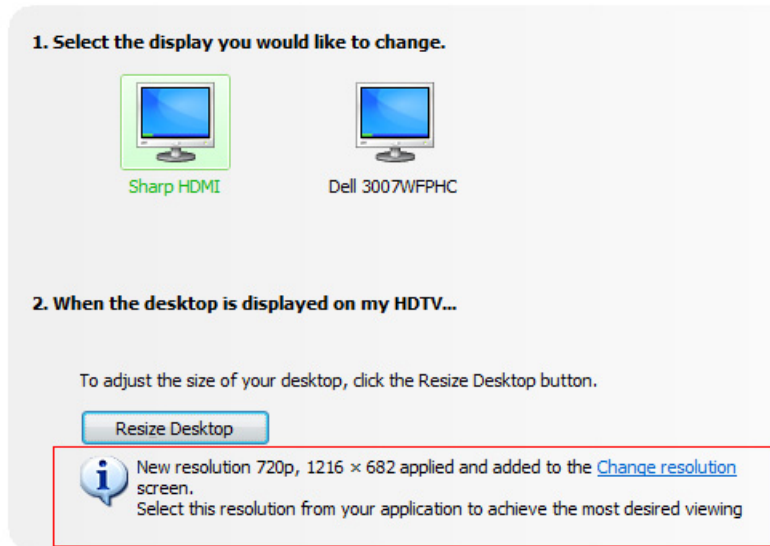 1. Select the display you would like to change.
Sharp HDMI
Dell 3007WFPHC
2. When the desktop is displayed on my HDTV...
To adjust the size of your desktop, click the Resize Desktop button.
Resize Desktop
New resolution 720p, 1216 × 682 applied and added to the Change resolution
screen.
Select this resolution from your application to achieve the most desired viewing